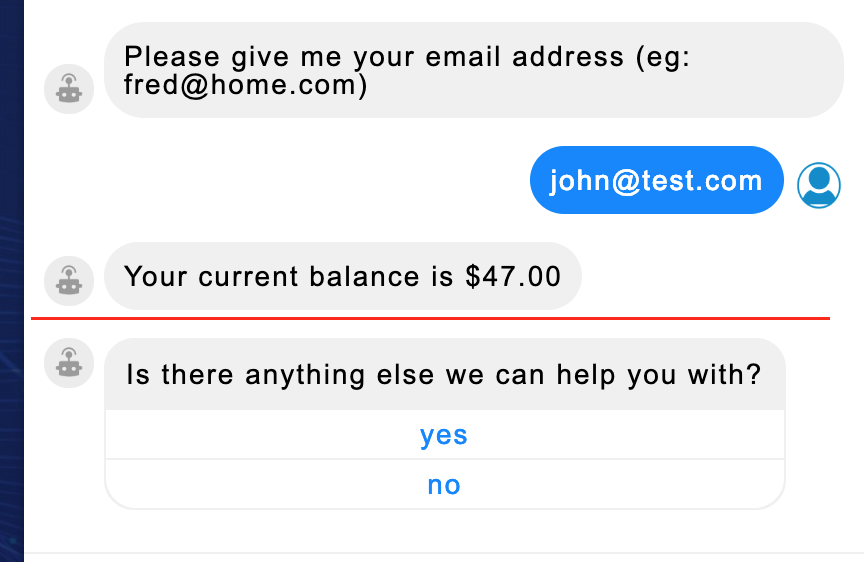 Please give me your email address (eg:
fred@home.com)
john@test.com
Your current balance is $47.00
Is there anything else we can help you with?
yes
no